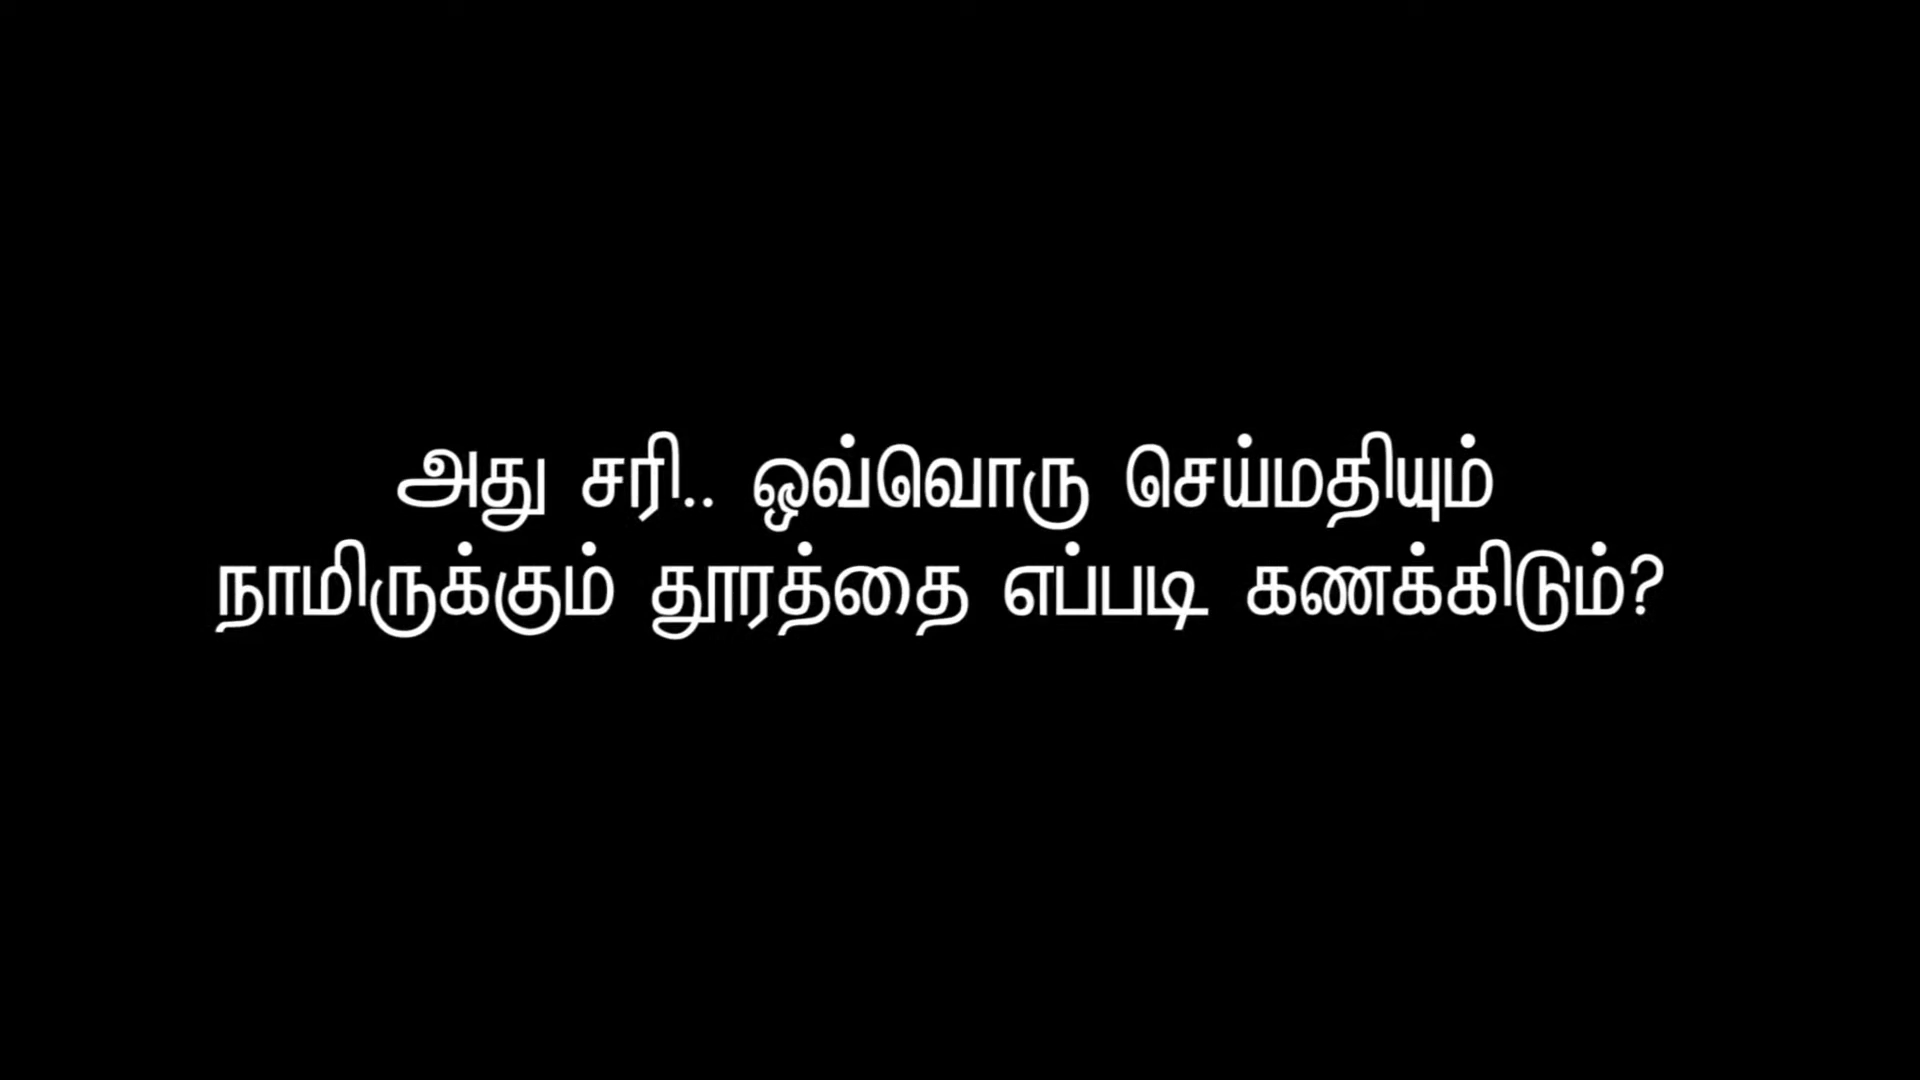 அது சரி.. ஒவ்வொரு செய்மதியும்
நாமிருக்கும் தூரத்தை எப்படி கணக்கிடும்?